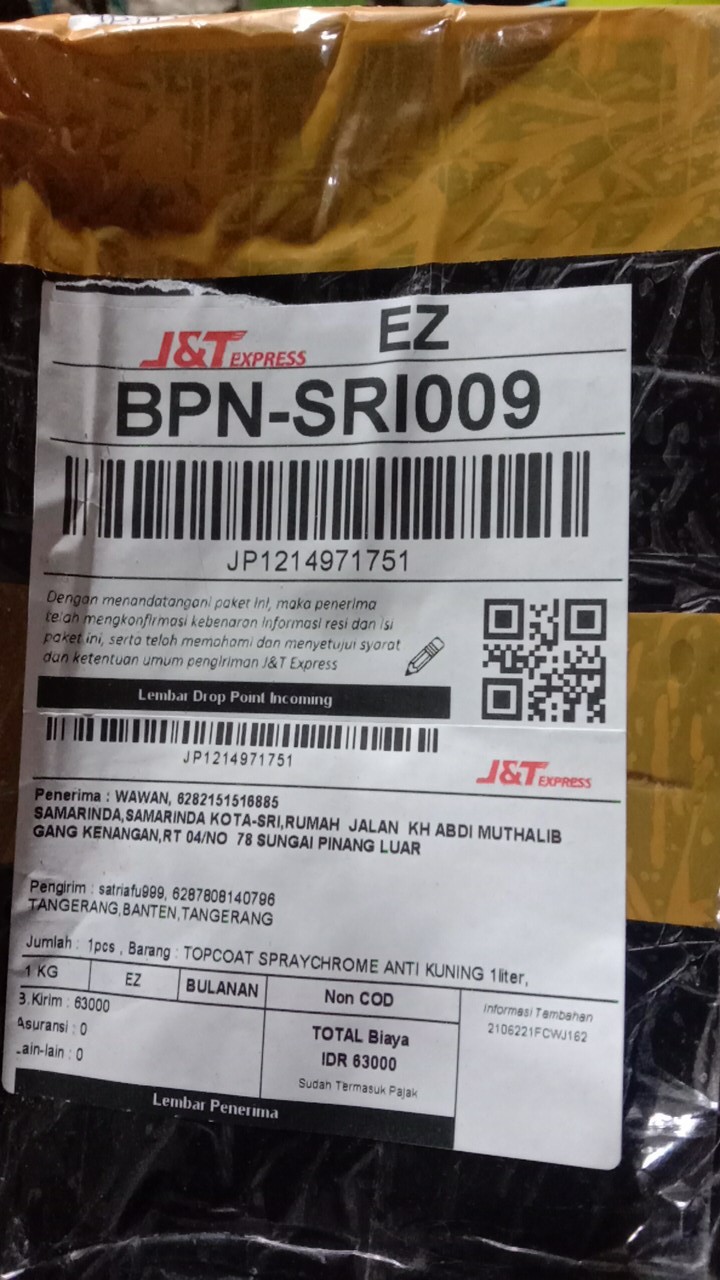 J&T EXPRESS EZ
BPN-SRI009
JP1214971751
Dengan menandatangani paket ini, maka penerima
telah mengkonfirmasi kebenaran informasi resi dan isi
paket ini, serta telah memahami dan menyetujui syarat
dan ketentuan umum pengiriman J&T Express
Lembar Drop Point Incoming
JP1214971751
J&T EXPRESS
Penerima : WAWAN, 6282151516885
SAMARINDA,SAMARINDA KOTA-SRI,RUMAH JALAN KH ABDI MUTHALIB
GANG KENANGAN,RT 04/NO 78 SUNGAI PINANG LUAR
Pengirim : satriafu999, 6287808140796
TANGERANG,BANTEN,TANGERANG
Jumlah : 1pcs , Barang : TOPCOAT SPRAYCHROME ANTI KUNING 1liter,
1 KG EZ BULANAN Non COD
B.Kirim : 63000
Asuransi : 0
Lain-lain : 0
TOTAL Biaya
IDR 63000
Sudah Termasuk Pajak
Informasi Tambahan
2106221FCWJ162
Lembar Penerima